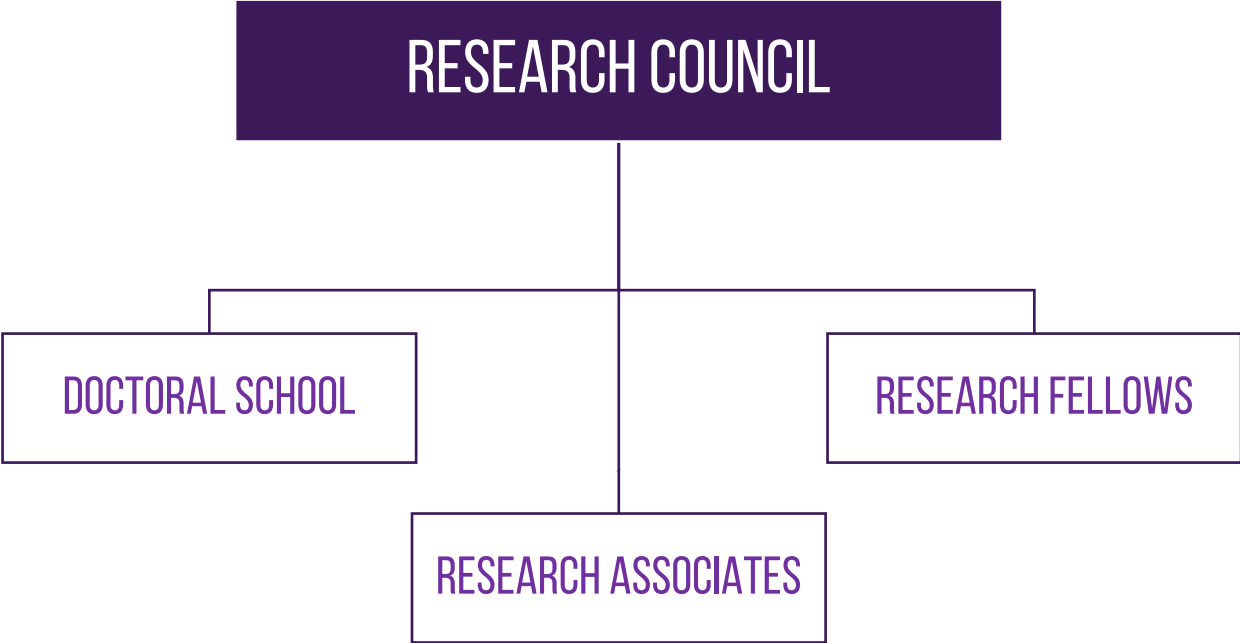 RESEARCH COUNCIL
DOCTORAL SCHOOL
RESEARCH FELLOWS
RESEARCH ASSOCIATES